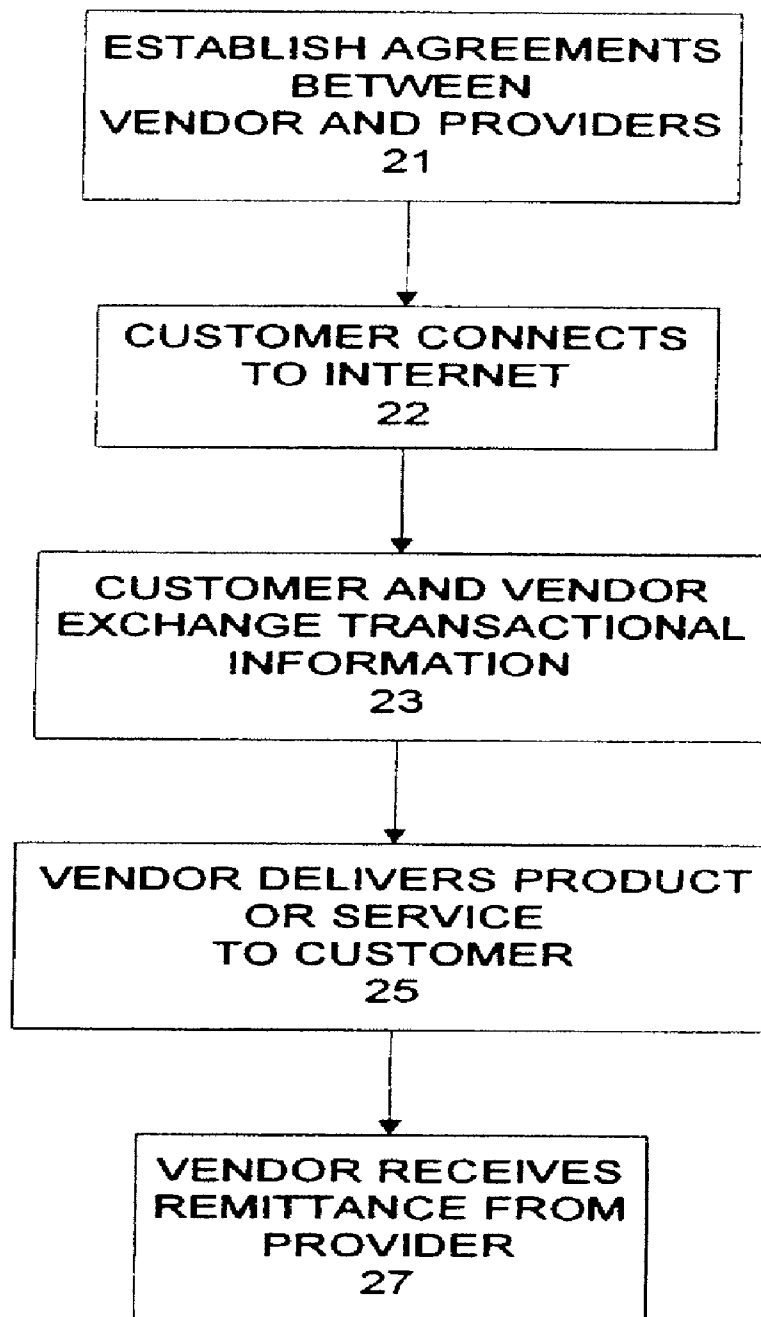 ESTABLISH AGREEMENTS
BETWEEN
VENDOR AND PROVIDERS
21
CUSTOMER CONNECTS
TO INTERNET
22
CUSTOMER AND VENDOR
EXCHANGE TRANSACTIONAL
INFORMATION
23
VENDOR DELIVERS PRODUCT
OR SERVICE
TO CUSTOMER
25
VENDOR RECEIVES
REMITTANCE FROM
PROVIDER
27